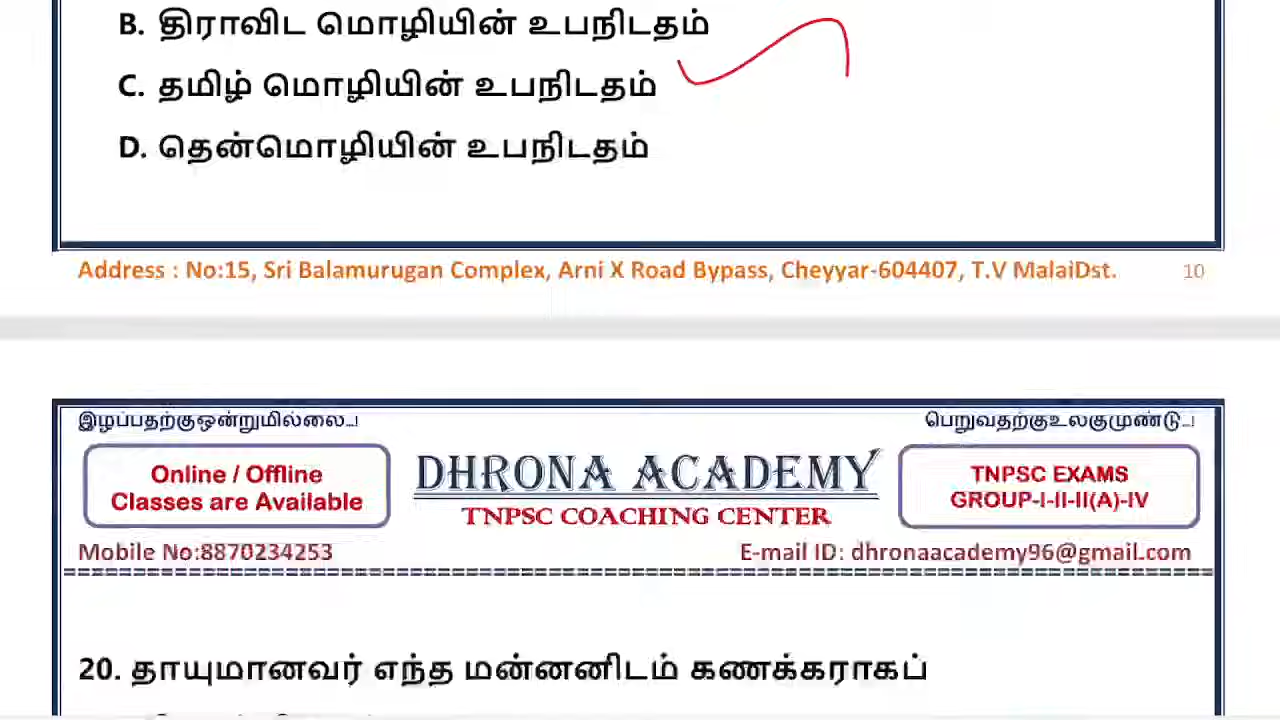 B. திராவிட மொழியின் உபநிடதம்
C. தமிழ் மொழியின் உபநிடதம்
D. தென்மொழியின் உபநிடதம்
Address : No:15, Sri Balamurugan Complex, Arni X Road Bypass, Cheyyar-604407, T.V MalaiDst. 10
இழப்பதற்குஒன்றுமில்லை..! பெறுவதற்குஉலகுமுண்டு..!
Online / Offline
Classes are Available
DHRONA ACADEMY
TNPSC COACHING CENTER
TNPSC EXAMS
GROUP-I-II-II(A)-IV
Mobile No:8870234253 E-mail ID: dhronaacademy96@gmail.com
20. தாயுமானவர் எந்த மன்னனிடம் கணக்கராகப்